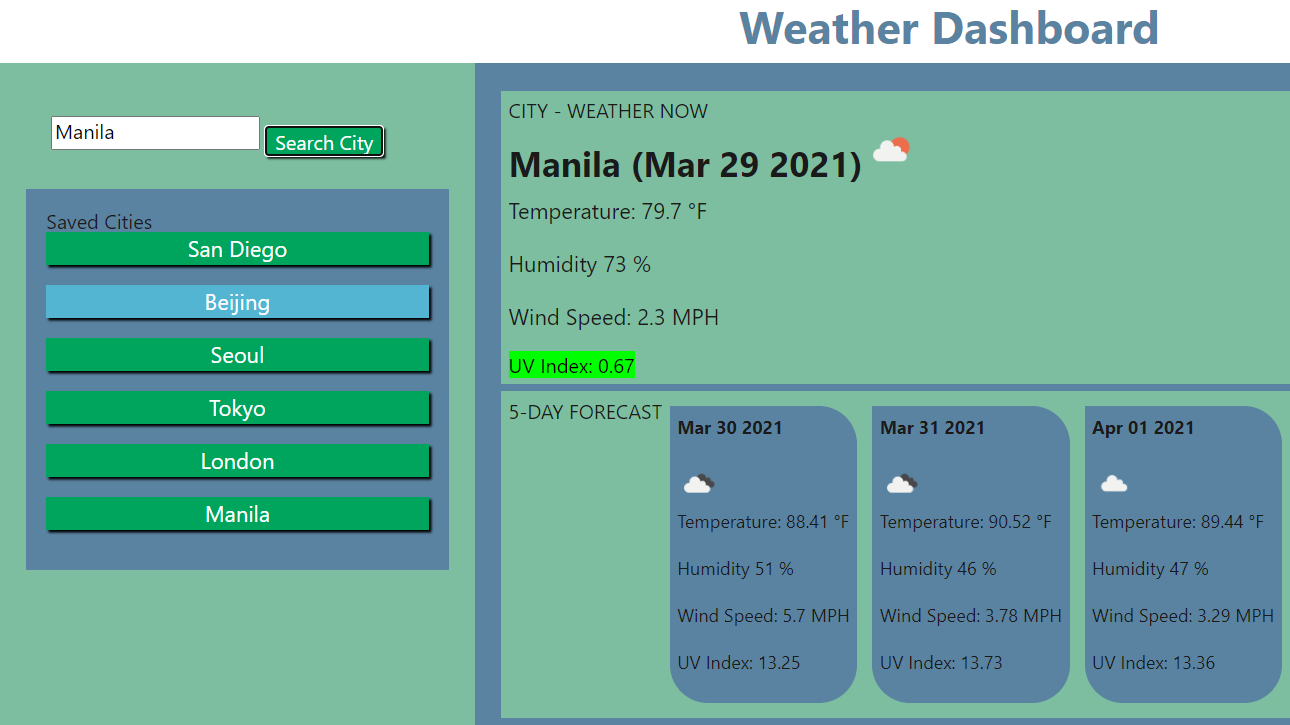 Weather Dashboard
Manila
Search City
Saved Cities
San Diego
Beijing
Seoul
Tokyo
London
Manila
CITY - WEATHER NOW
Manila (Mar 29 2021)
Temperature: 79.7 °F
Humidity 73 %
Wind Speed: 2.3 MPH
UV Index: 0.67
5-DAY FORECAST
Mar 30 2021
Temperature: 88.41 °F
Humidity 51 %
Wind Speed: 5.7 MPH
UV Index: 13.25
Mar 31 2021
Temperature: 90.52 °F
Humidity 46 %
Wind Speed: 3.78 MPH
UV Index: 13.73
Apr 01 2021
Temperature: 89.44 °F
Humidity 47 %
Wind Speed: 3.29 MPH
UV Index: 13.36